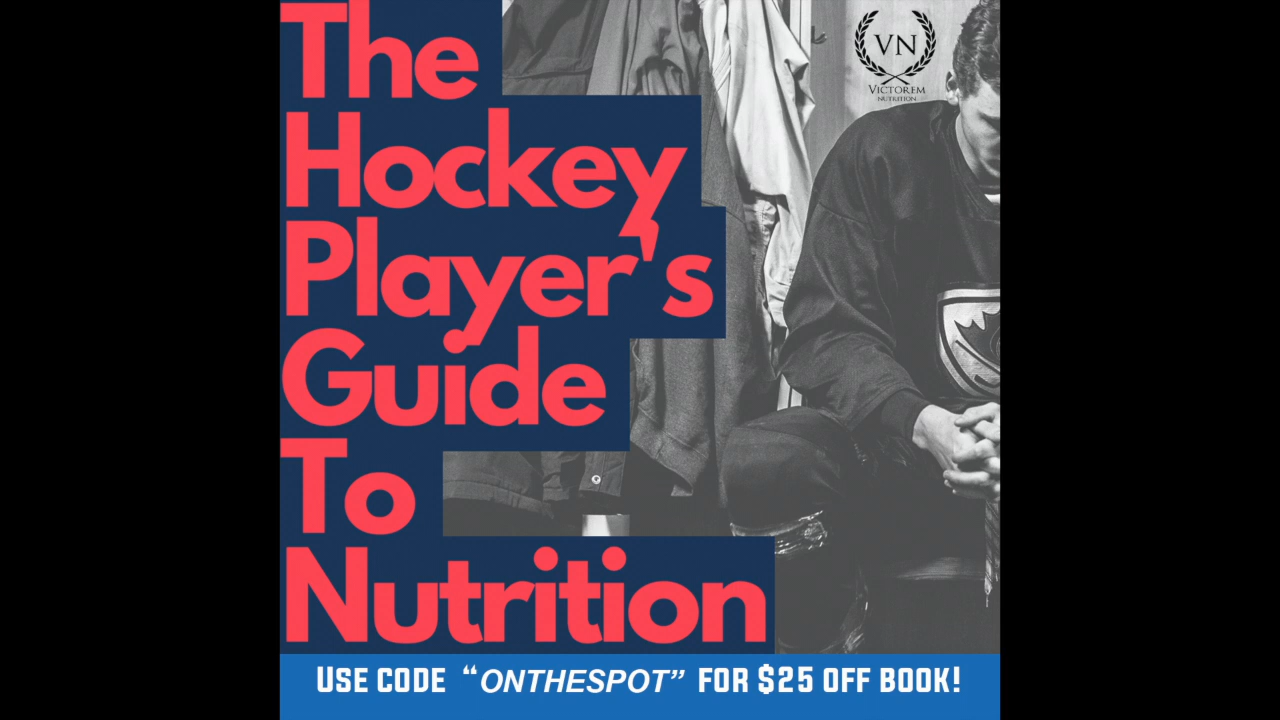 The
Hockey
Player's
Guide
To
Nutrition
VN
VICTOREM
NUTRITION
USE CODE “ONTHESPOT” FOR $25 OFF BOOK!